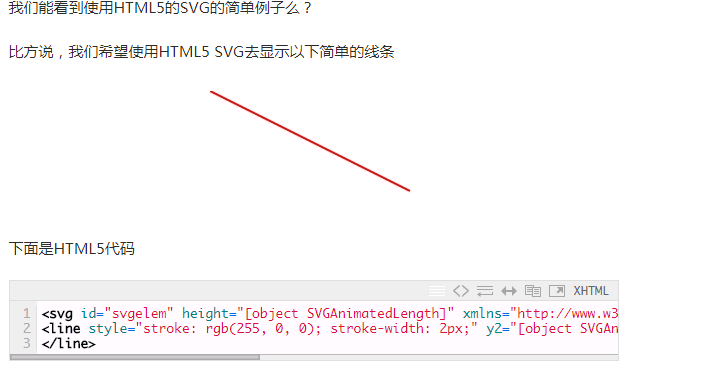 我们能看到使用HTML5的SVG的简单例子么？
比方说，我们希望使用HTML5 SVG去显示以下简单的线条
下面是HTML5代码
XHTML
1 <svg id="svgelem" height="[object SVGAnimatedLength]" xmlns="http://www.w3
2 <line style="stroke: rgb(255, 0, 0); stroke-width: 2px;" y2="[object SVGAn
3 </line>